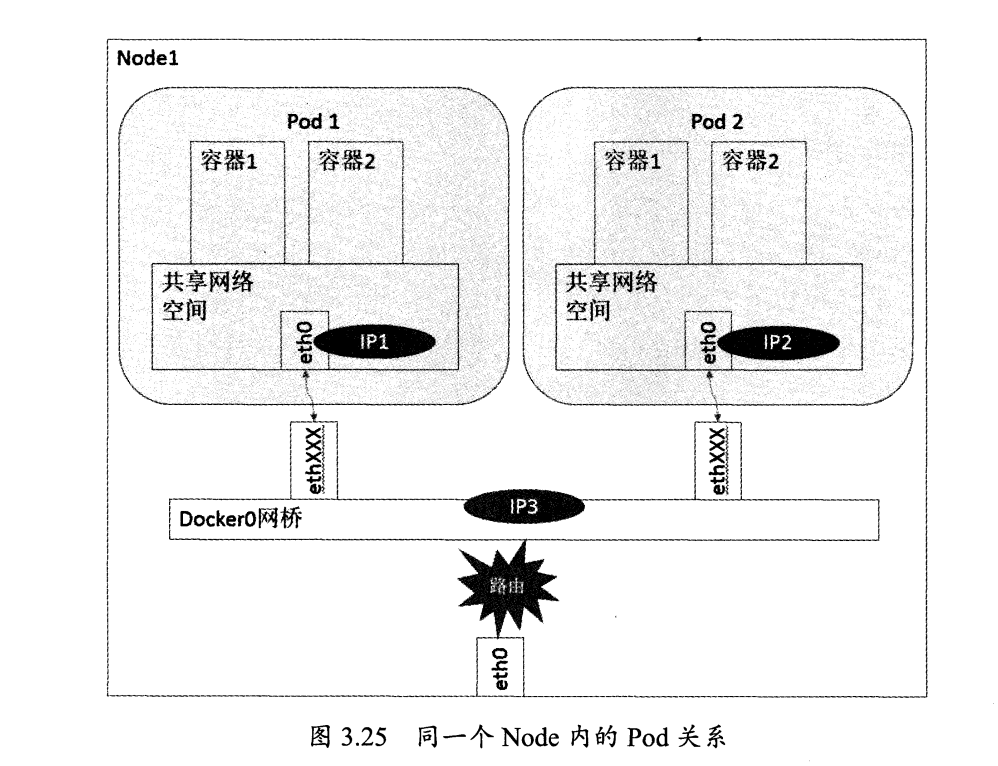 Node1
Pod 1
Pod 2
容器1
容器2
容器1
容器2
共享网络
空间
共享网络
空间
eth0
IP1
eth0
IP2
ethXXX
ethXXX
IP3
Docker0网桥
路由
eth0
图 3.25 同一个 Node 内的 Pod 关系